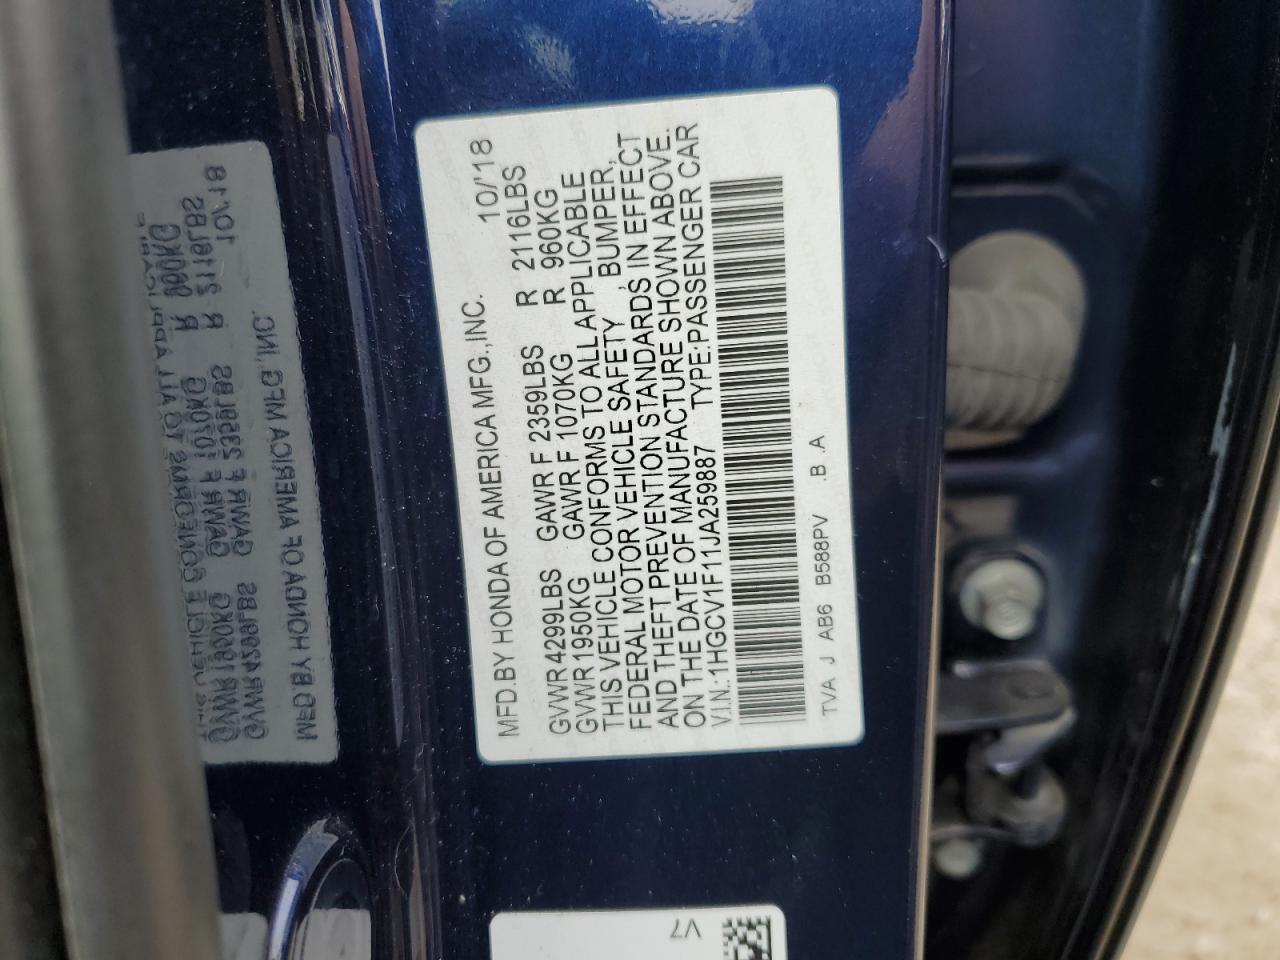 MFD.BY HONDA OF AMERICA MFG.,INC. 10/'18
GVWR 4299LBS GAWR F 2359LBS R 2116LBS
GVWR 1950KG GAWR F 1070KG R 960KG
THIS VEHICLE CONFORMS TO ALL APPLICABLE
FEDERAL MOTOR VEHICLE SAFETY, BUMPER,
AND THEFT PREVENTION STANDARDS, IN EFFECT
ON THE DATE OF MANUFACTURE SHOWN ABOVE.
V.I.N.:1HGCV1F11JA259887 TYPE:PASSENGER CAR
TVA J AB6 B588PV .B .A
V7